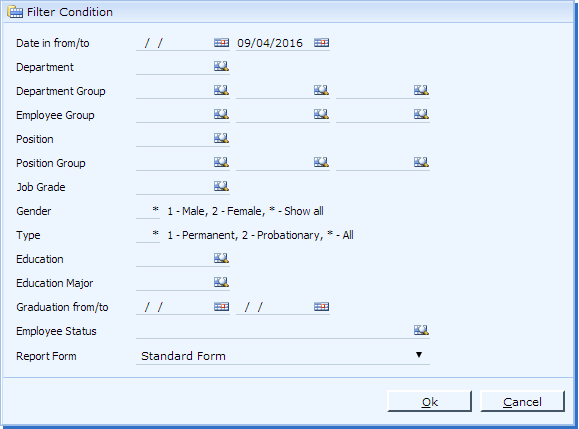 Filter Condition
Date in from/to / / 09/04/2016
Department
Department Group
Employee Group
Position
Position Group
Job Grade
Gender * 1 - Male, 2 - Female, * - Show all
Type * 1 - Permanent, 2 - Probationary, * - All
Education
Education Major
Graduation from/to / / / /
Employee Status
Report Form Standard Form
Ok Cancel